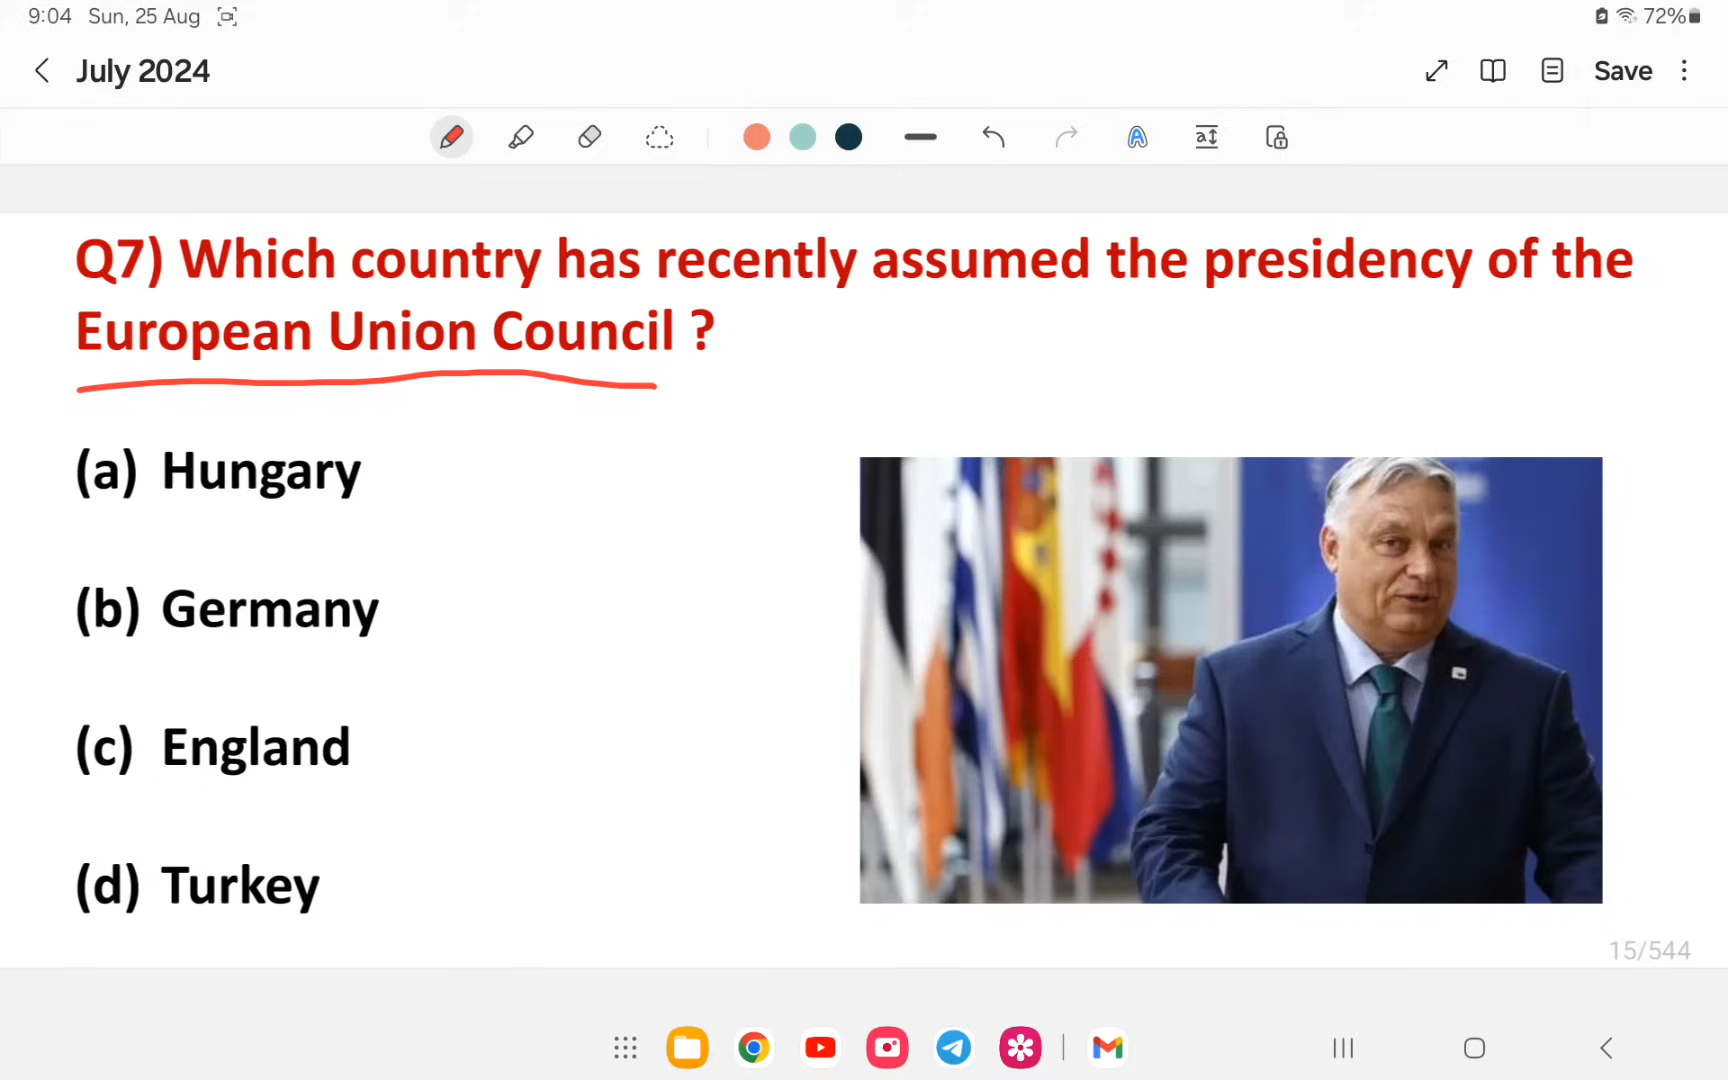 9:04 Sun, 25 Aug 72%
July 2024 Save
Q7) Which country has recently assumed the presidency of the
European Union Council ?
(a) Hungary
(b) Germany
(c) England
(d) Turkey
15/544